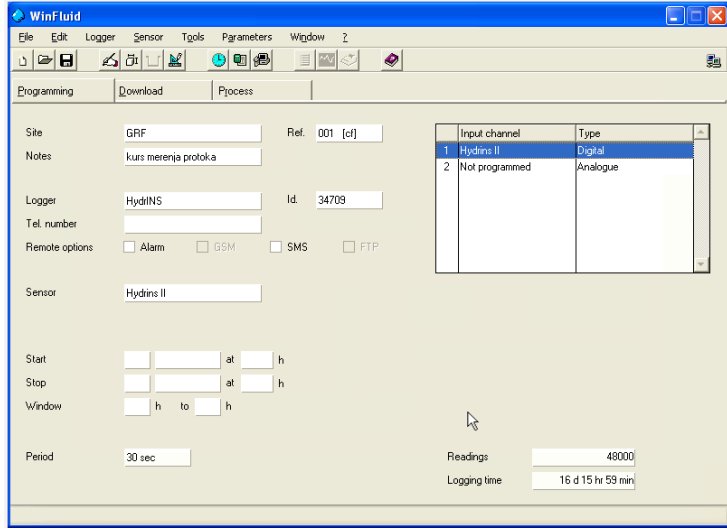 WinFluid
File Edit Logger Sensor Tools Parameters Window ?
Programming Download Process
Site GRF Ref. 001 [cf]
Notes kurs merenja protoka
Logger HydrINS Id. 34709
Tel. number
Remote options Alarm GSM SMS FTP
Sensor Hydrins II
Start at h
Stop at h
Window h to h
Period 30 sec
Input channel Type
1 Hydrins II Digital
2 Not programmed Analogue
Readings 48000
Logging time 16 d 15 hr 59 min